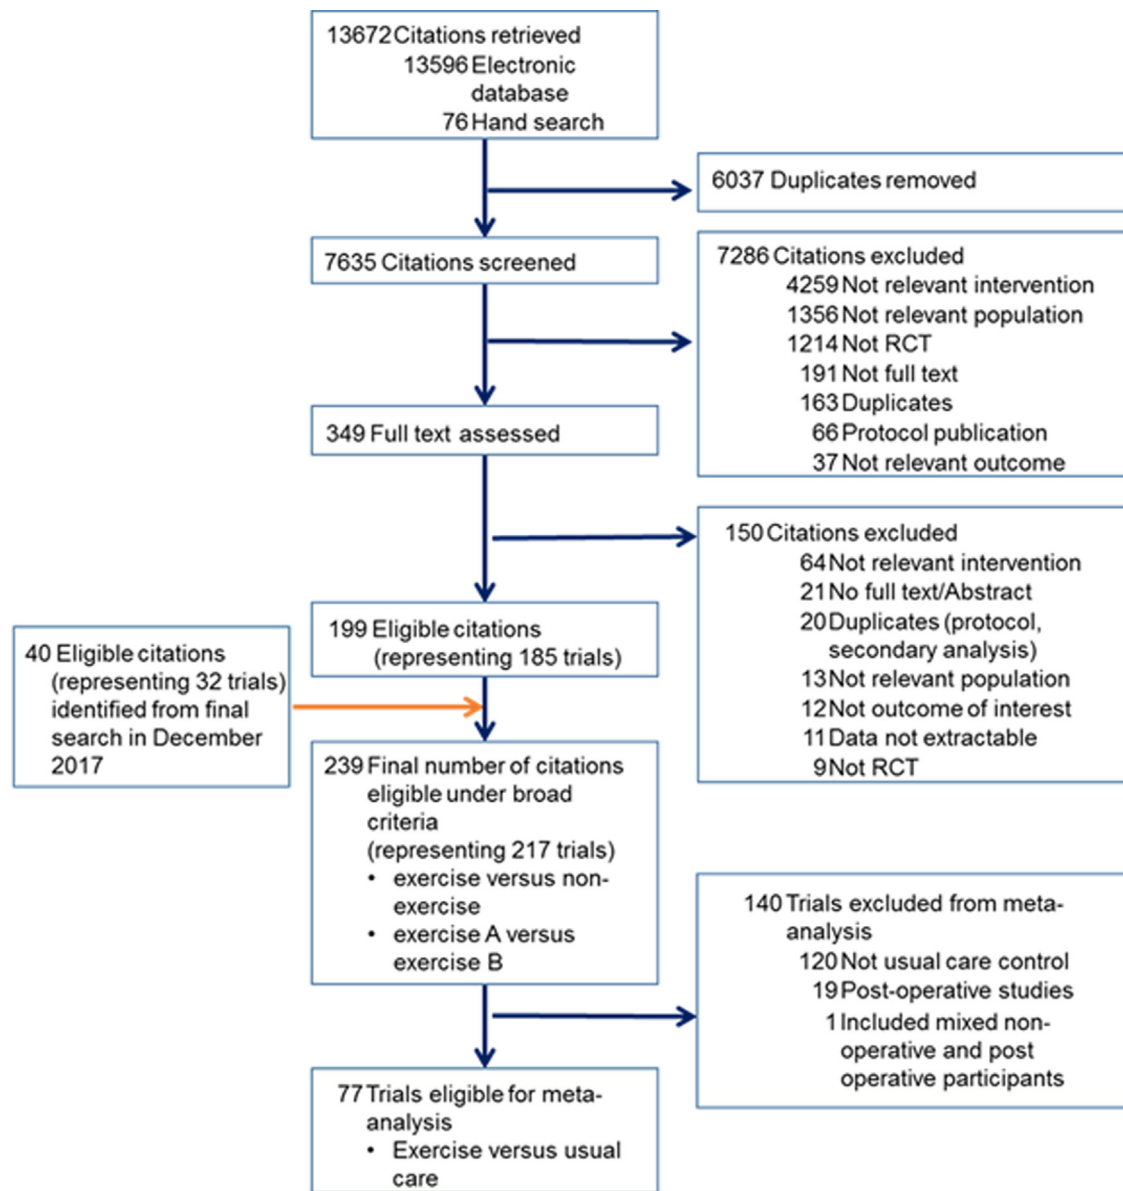 13672 Citations retrieved
13596 Electronic
database
76 Hand search
6037 Duplicates removed
7635 Citations screened
7286 Citations excluded
4259 Not relevant intervention
1356 Not relevant population
1214 Not RCT
191 Not full text
163 Duplicates
66 Protocol publication
37 Not relevant outcome
349 Full text assessed
150 Citations excluded
64 Not relevant intervention
21 No full text/Abstract
20 Duplicates (protocol,
secondary analysis)
13 Not relevant population
12 Not outcome of interest
11 Data not extractable
9 Not RCT
199 Eligible citations
(representing 185 trials)
40 Eligible citations
(representing 32 trials)
identified from final
search in December
2017
239 Final number of citations
eligible under broad
criteria
(representing 217 trials)
• exercise versus non-
exercise
• exercise A versus
exercise B
140 Trials excluded from meta-
analysis
120 Not usual care control
19 Post-operative studies
1 Included mixed non-
operative and post
operative participants
77 Trials eligible for meta-
analysis
• Exercise versus usual
care